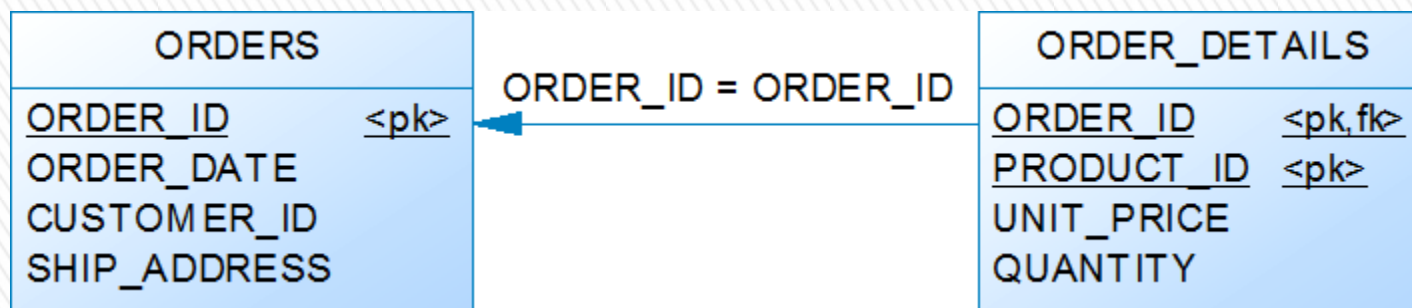 ORDERS
ORDER_ID <pk>
ORDER_DATE
CUSTOMER_ID
SHIP_ADDRESS
ORDER_ID = ORDER_ID
ORDER_DETAILS
ORDER_ID <pk,fk>
PRODUCT_ID <pk>
UNIT_PRICE
QUANTITY